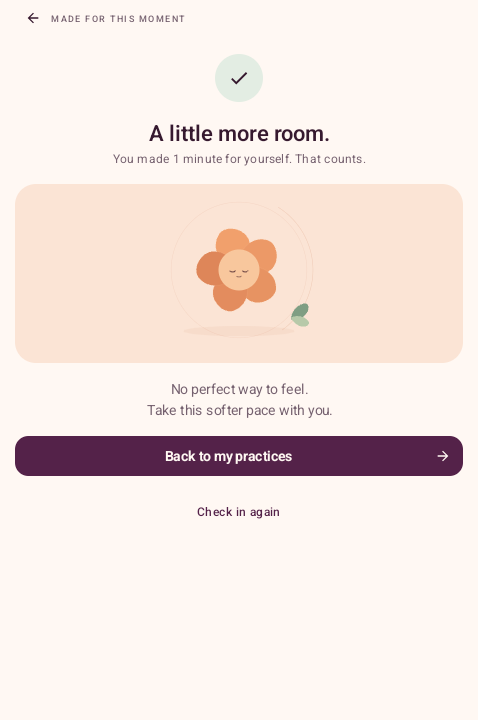 MADE FOR THIS MOMENT
A little more room.
You made 1 minute for yourself. That counts.
No perfect way to feel.
Take this softer pace with you.
Back to my practices
Check in again